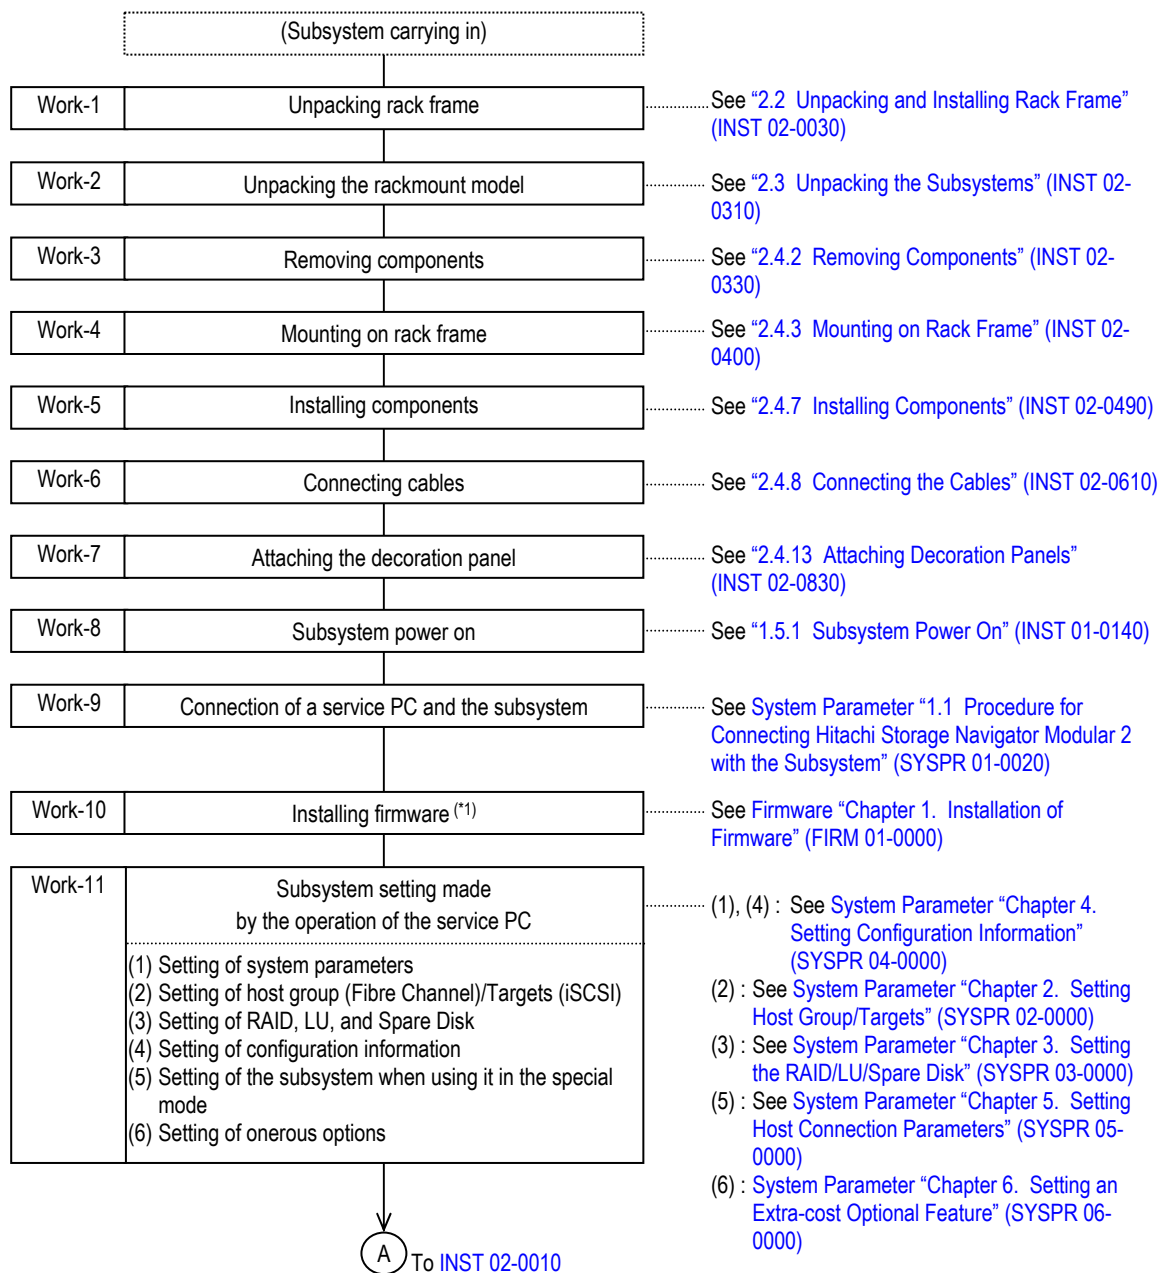 (Subsystem carrying in)
Work-1
Unpacking rack frame
See “2.2  Unpacking and Installing Rack Frame”
(INST 02-0030)
Work-2
Unpacking the rackmount model
See “2.3  Unpacking the Subsystems” (INST 02-
0310)
Work-3
Removing components
See “2.4.2  Removing Components” (INST 02-
0330)
Work-4
Mounting on rack frame
See “2.4.3  Mounting on Rack Frame” (INST 02-
0400)
Work-5
Installing components
See “2.4.7  Installing Components” (INST 02-0490)
Work-6
Connecting cables
See “2.4.8  Connecting the Cables” (INST 02-0610)
Work-7
Attaching the decoration panel
See “2.4.13  Attaching Decoration Panels”
(INST 02-0830)
Work-8
Subsystem power on
See “1.5.1  Subsystem Power On” (INST 01-0140)
Work-9
Connection of a service PC and the subsystem
See System Parameter “1.1  Procedure for
Connecting Hitachi Storage Navigator Modular 2
with the Subsystem” (SYSPR 01-0020)
Work-10
Installing firmware (*1)
See Firmware “Chapter 1.  Installation of
Firmware” (FIRM 01-0000)
Work-11
Subsystem setting made
by the operation of the service PC
(1) Setting of system parameters
(2) Setting of host group (Fibre Channel)/Targets (iSCSI)
(3) Setting of RAID, LU, and Spare Disk
(4) Setting of configuration information
(5) Setting of the subsystem when using it in the special
mode
(6) Setting of onerous options
(1), (4) :  See System Parameter “Chapter 4.
Setting Configuration Information”
(SYSPR 04-0000)
(2) : See System Parameter “Chapter 2.  Setting
Host Group/Targets” (SYSPR 02-0000)
(3) : See System Parameter “Chapter 3.  Setting
the RAID/LU/Spare Disk” (SYSPR 03-0000)
(5) : See System Parameter “Chapter 5.  Setting
Host Connection Parameters” (SYSPR 05-
0000)
(6) : System Parameter “Chapter 6.  Setting an
Extra-cost Optional Feature” (SYSPR 06-
0000)
A
To INST 02-0010